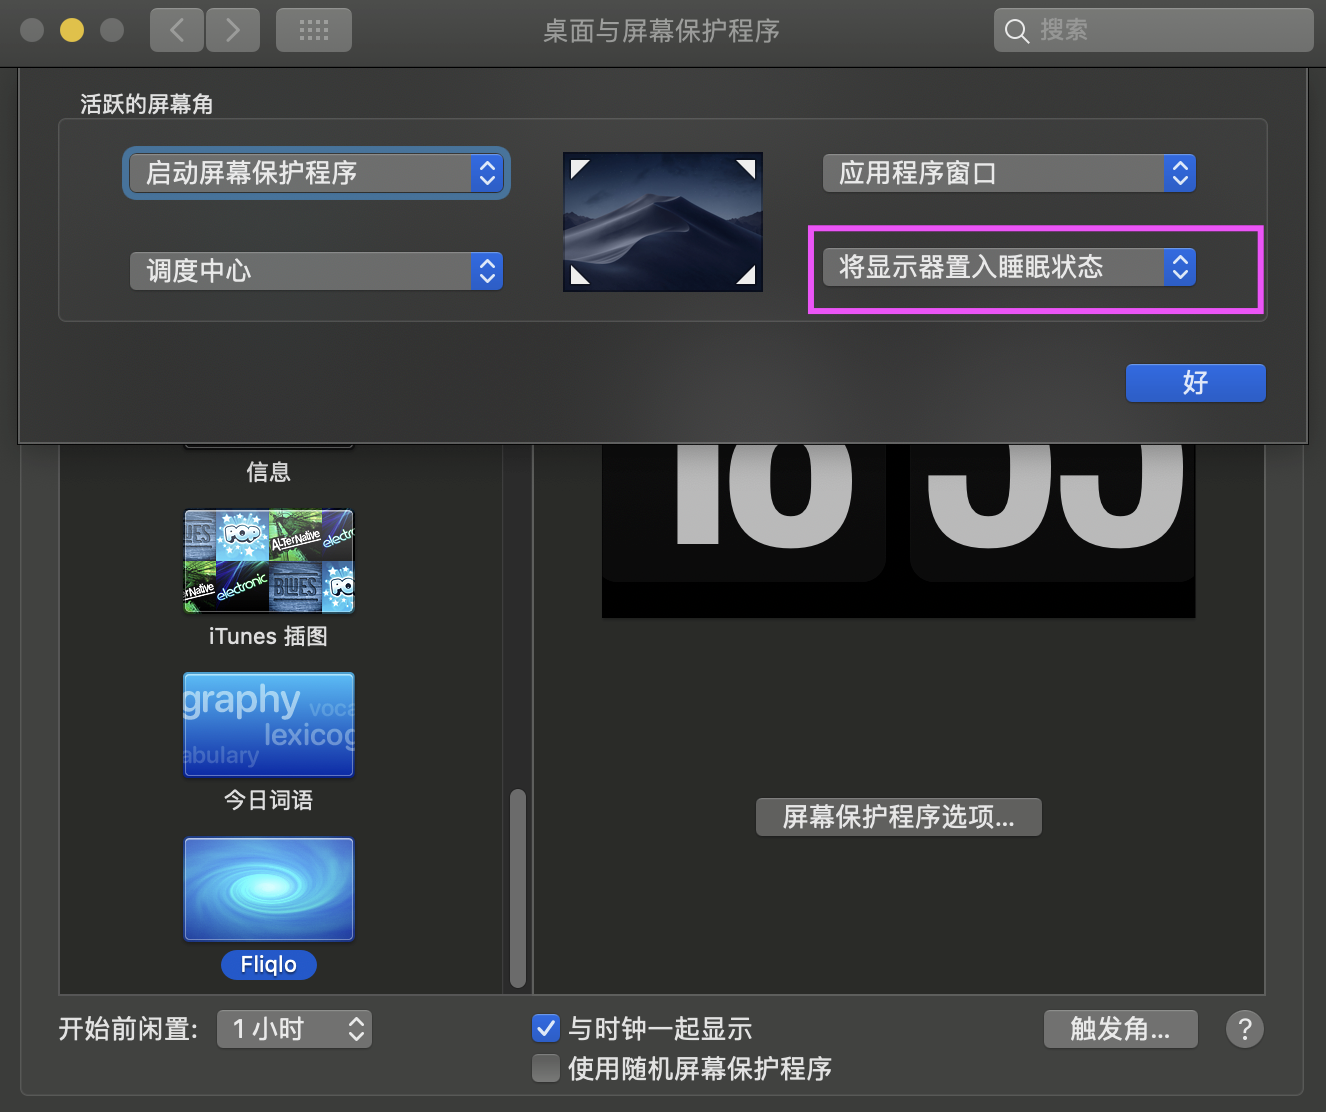 桌面与屏幕保护程序
搜索
活跃的屏幕角
启动屏幕保护程序
应用程序窗口
调度中心
将显示器置入睡眠状态
好
信息
POP
ALTerNative
electronic
BLUES
iTunes 插图
graphy
lexicog
abulary
今日词语
屏幕保护程序选项...
Fliqlo
开始前闲置:
1 小时
与时钟一起显示
触发角...
?
使用随机屏幕保护程序